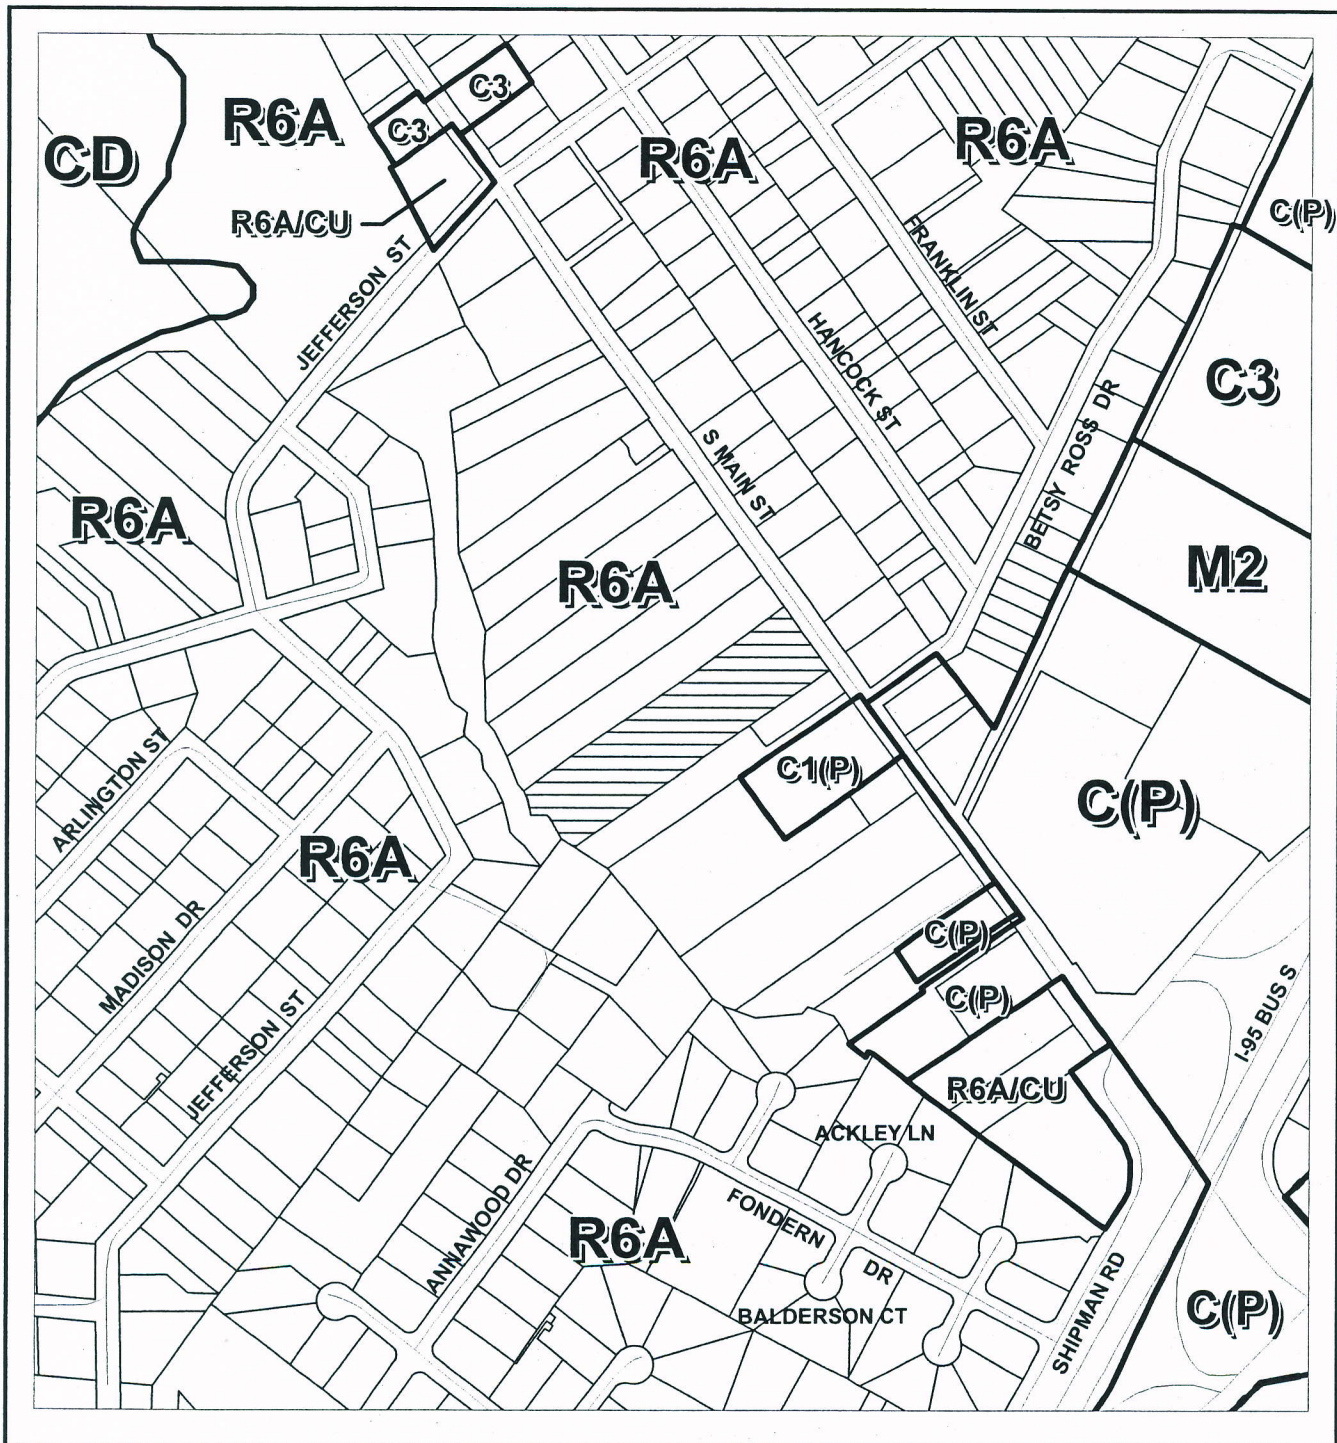 C3
R6A
C3
R6A
R6A
CD
R6A/CU
C(P)
FRANKLIN ST
JEFFERSON ST
HANCOCK ST
C3
BETSY ROSS DR
S MAIN ST
R6A
R6A
M2
C1(P)
C(P)
ARLINGTON ST
R6A
C(P)
MADISON DR
C(P)
JEFFERSON ST
I-95 BUS S
R6A/CU
ACKLEY LN
ANNAWOOD DR
FONDERN
DR
R6A
BALDERSON CT
SHIPMAN RD
C(P)